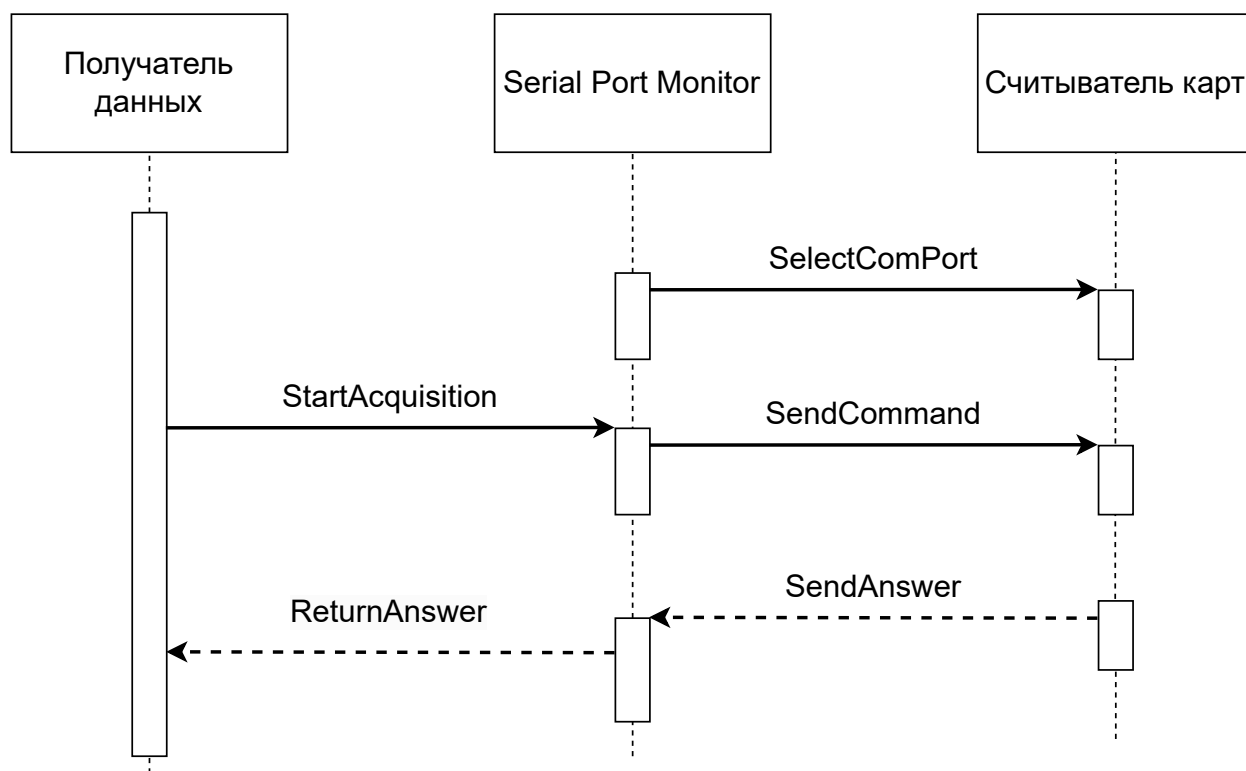 Получатель
данных
Serial Port Monitor
Считыватель карт
SelectComPort
StartAcquisition
SendCommand
SendAnswer
ReturnAnswer